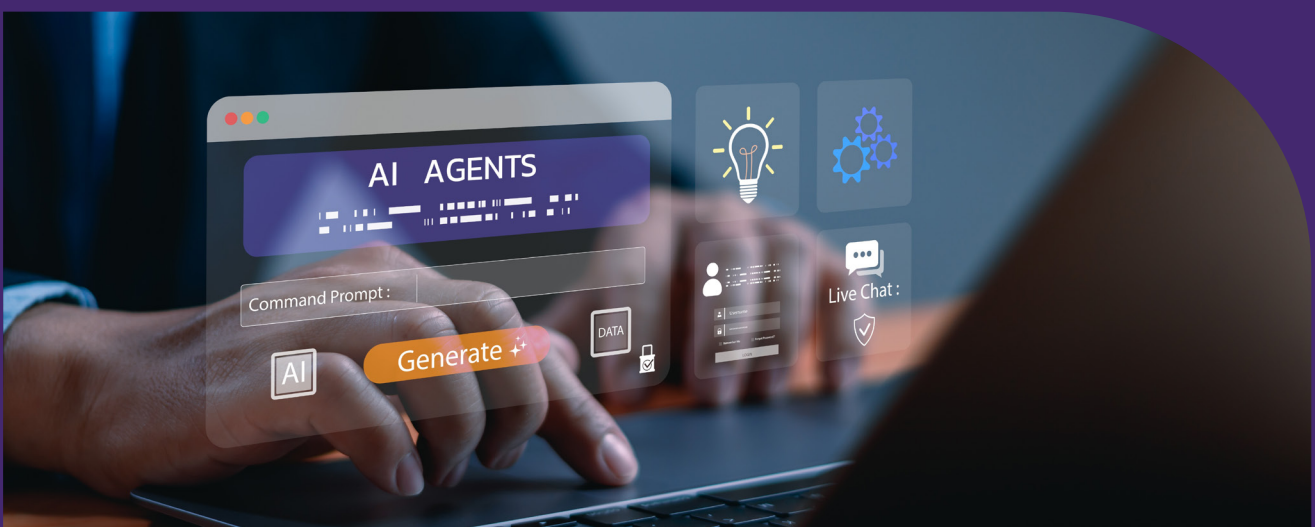 AI AGENTS
Command Prompt :
Generate
AI
DATA
Live Chat :